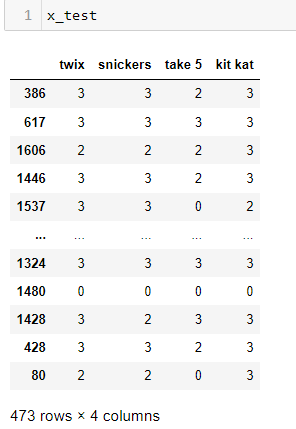 1 x_test
twix snickers take 5 kit kat
386 3 3 2 3
617 3 3 3 3
1606 2 2 2 3
1446 3 3 2 3
1537 3 3 0 2
... ... ... ... ...
1324 3 3 3 3
1480 0 0 0 0
1428 3 2 3 3
428 3 3 2 3
80 2 2 0 3
473 rows × 4 columns